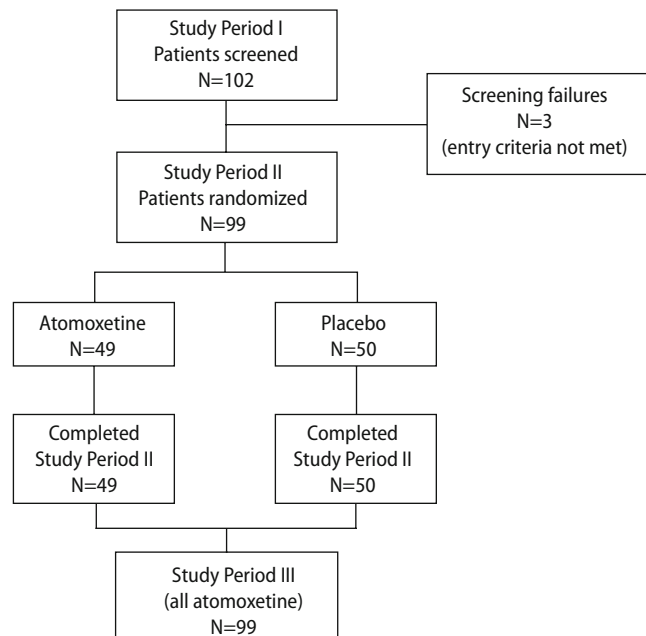 Study Period I
Patients screened
N=102
Screening failures
N=3
(entry criteria not met)
Study Period II
Patients randomized
N=99
Atomoxetine
N=49
Placebo
N=50
Completed
Study Period II
N=49
Completed
Study Period II
N=50
Study Period III
(all atomoxetine)
N=99